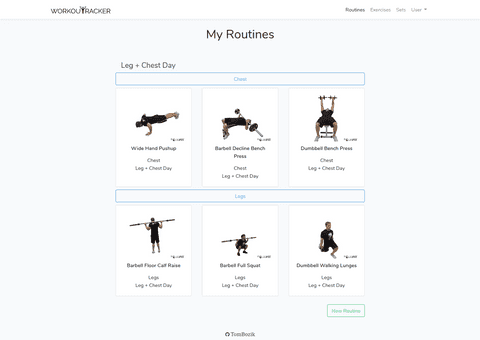 WORKOUTRACKER
Routines Exercises Sets User
My Routines
Leg + Chest Day
Chest
Wide Hand Pushup
Chest
Leg + Chest Day
Barbell Decline Bench
Press
Chest
Leg + Chest Day
Dumbbell Bench Press
Chest
Leg + Chest Day
Legs
Barbell Floor Calf Raise
Legs
Leg + Chest Day
Barbell Full Squat
Legs
Leg + Chest Day
Dumbbell Walking Lunges
Legs
Leg + Chest Day
View Routine
TomBozik